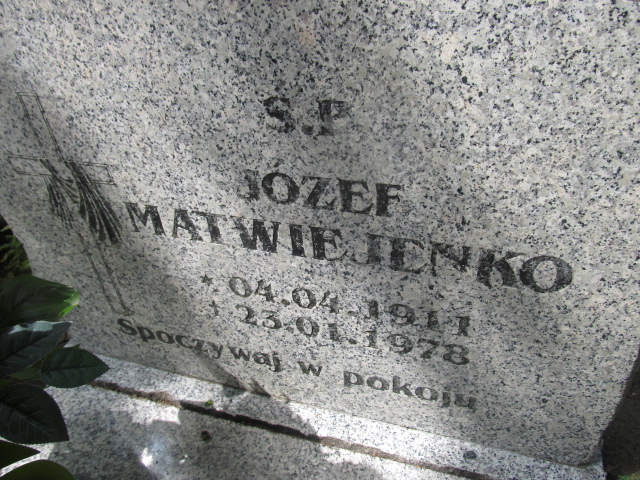 Ś.P.
JÓZEF
MATWIEJENKO
* 04.04.1911
† 23.01.1978
Spoczywaj w pokoju